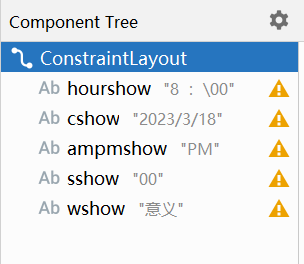 Component Tree
ConstraintLayout
Ab hourshow "8 : \00"
Ab cshow "2023/3/18"
Ab ampmshow "PM"
Ab sshow "00"
Ab wshow "意义"